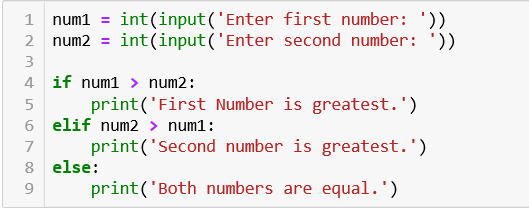 1 num1 = int(input('Enter first number: '))
2 num2 = int(input('Enter second number: '))
3
4 if num1 > num2:
5     print('First Number is greatest.')
6 elif num2 > num1:
7     print('Second number is greatest.')
8 else:
9     print('Both numbers are equal.')